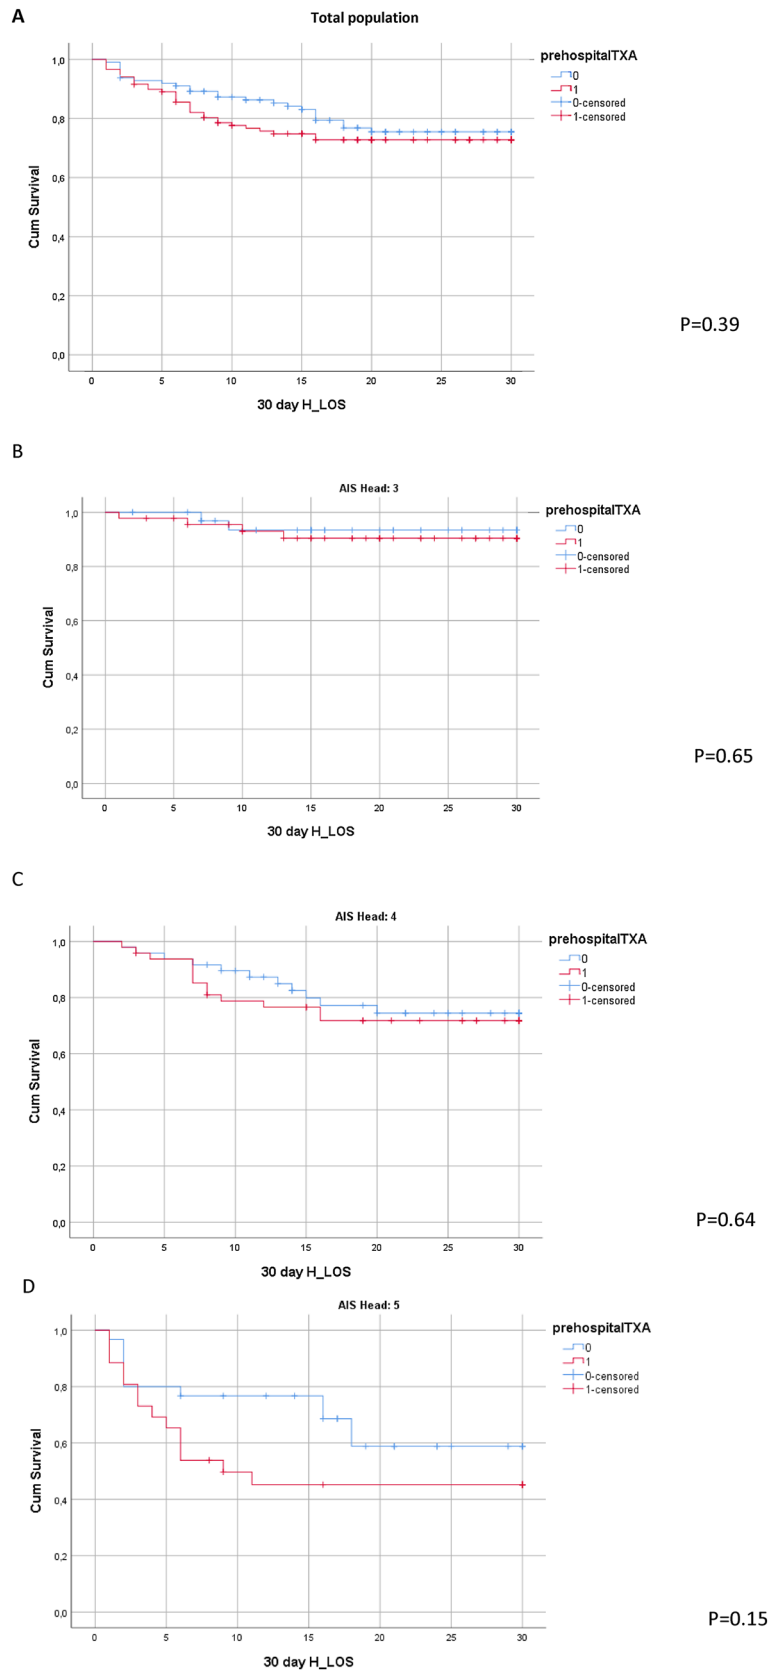 A
Total population
prehospitalTXA
0
1
0-censored
1-censored
1,0
0,8
0,6
0,4
0,2
0,0
Cum Survival
0 5 10 15 20 25 30
30 day H_LOS
P=0.39
B
AIS Head: 3
prehospitalTXA
0
1
0-censored
1-censored
1,0
0,8
0,6
0,4
0,2
0,0
Cum Survival
0 5 10 15 20 25 30
30 day H_LOS
P=0.65
C
AIS Head: 4
prehospitalTXA
0
1
0-censored
1-censored
1,0
0,8
0,6
0,4
0,2
0,0
Cum Survival
0 5 10 15 20 25 30
30 day H_LOS
P=0.64
D
AIS Head: 5
prehospitalTXA
0
1
0-censored
1-censored
1,0
0,8
0,6
0,4
0,2
0,0
Cum Survival
0 5 10 15 20 25 30
30 day H_LOS
P=0.15